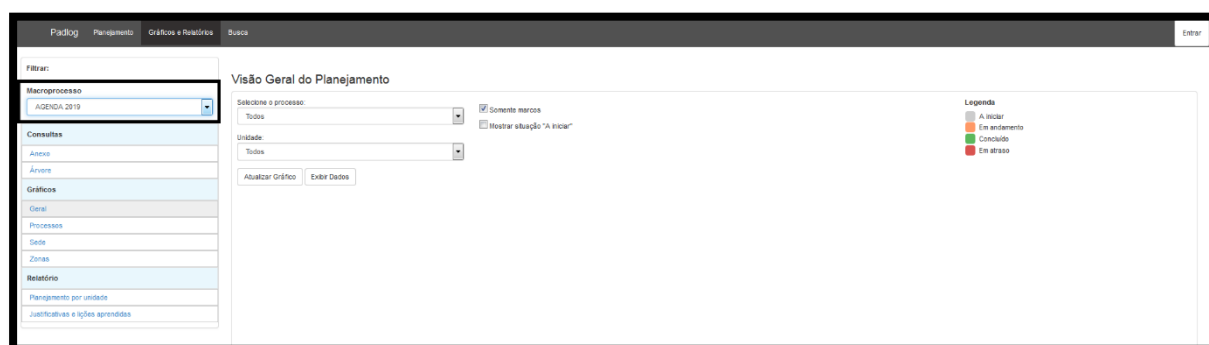 Padlog Planejamento Gráficos e Relatórios Busca Entrar
Filtrar:
Macroprocesso
AGENDA 2019
Consultas
Anexo
Árvore
Gráficos
Geral
Processos
Sede
Zonas
Relatório
Planejamento por unidade
Justificativas e lições aprendidas
Visão Geral do Planejamento
Selecione o processo:
Todos
Unidade:
Todos
Atualizar Gráfico Exibir Dados
Somente marcos
Mostrar situação "A iniciar"
Legenda
A iniciar
Em andamento
Concluído
Em atraso